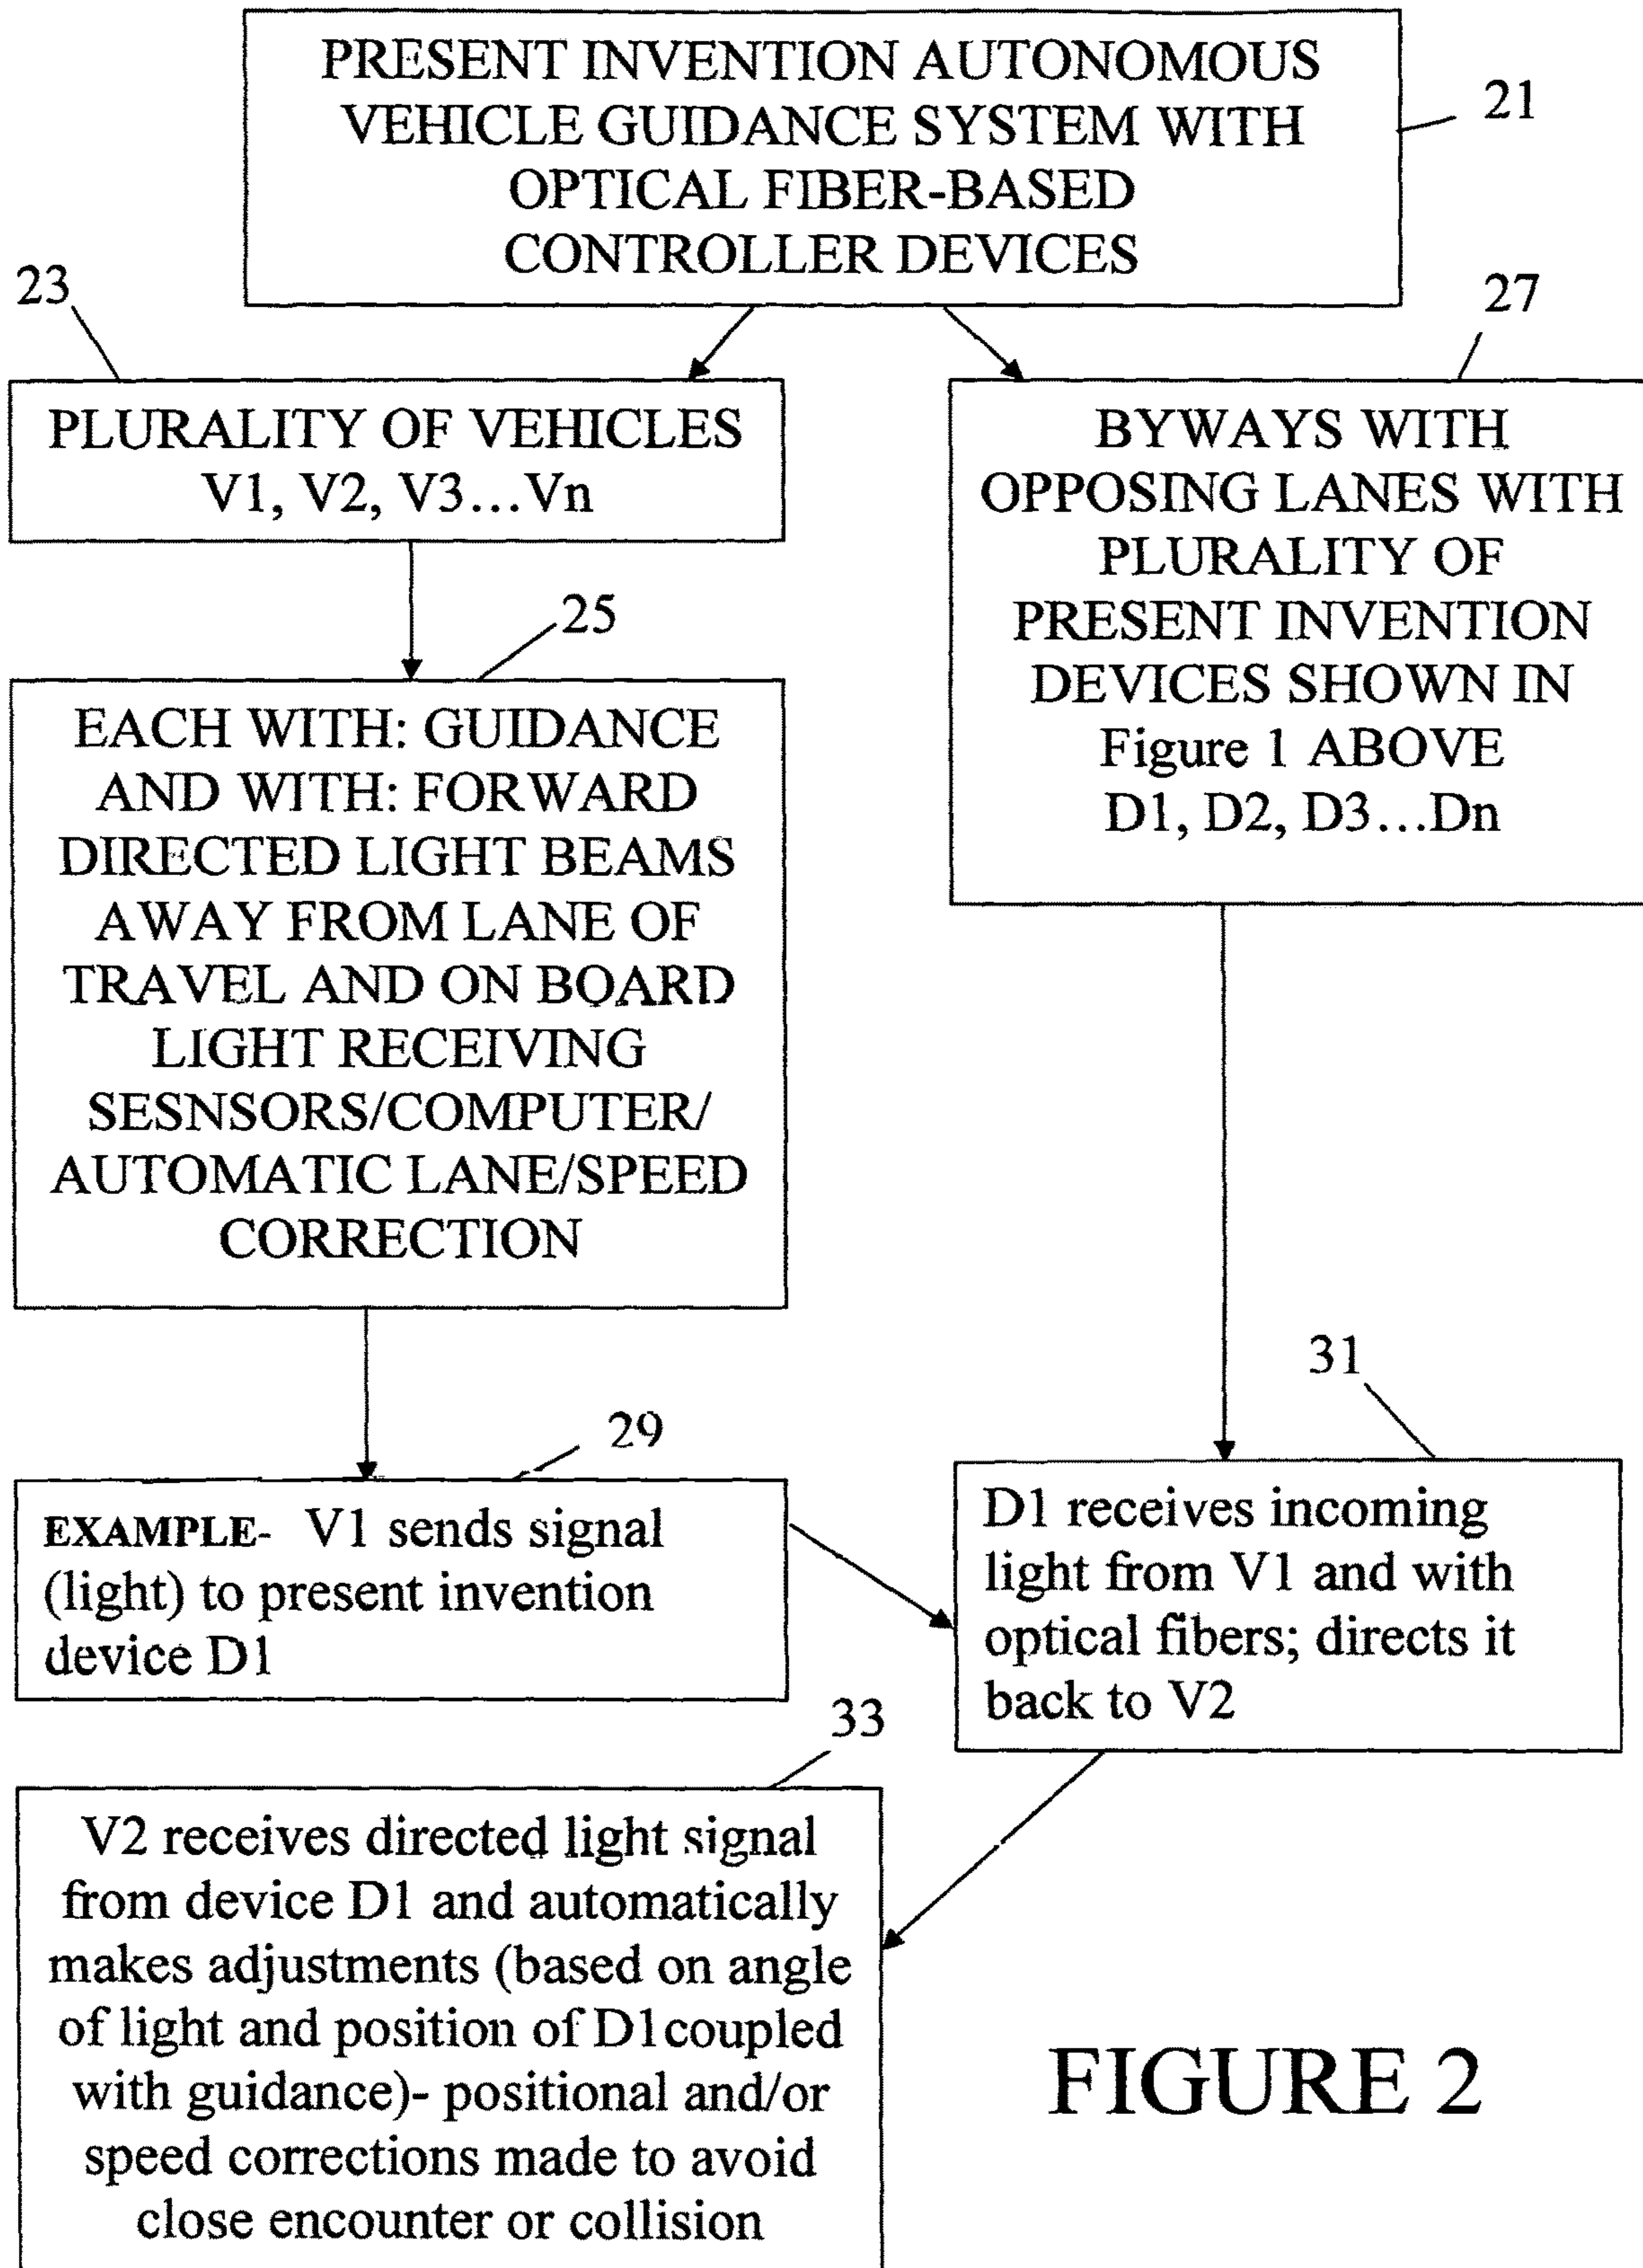 PRESENT INVENTION AUTONOMOUS
VEHICLE GUIDANCE SYSTEM WITH
OPTICAL FIBER-BASED
CONTROLLER DEVICES
21
23
PLURALITY OF VEHICLES
V1, V2, V3...Vn
27
BYWAYS WITH
OPPOSING LANES WITH
PLURALITY OF
PRESENT INVENTION
DEVICES SHOWN IN
Figure 1 ABOVE
D1, D2, D3...Dn
25
EACH WITH: GUIDANCE
AND WITH: FORWARD
DIRECTED LIGHT BEAMS
AWAY FROM LANE OF
TRAVEL AND ON BOARD
LIGHT RECEIVING
SESNSORS/COMPUTER/
AUTOMATIC LANE/SPEED
CORRECTION
29
EXAMPLE- V1 sends signal
(light) to present invention
device D1
31
D1 receives incoming
light from V1 and with
optical fibers; directs it
back to V2
33
V2 receives directed light signal
from device D1 and automatically
makes adjustments (based on angle
of light and position of D1coupled
with guidance)- positional and/or
speed corrections made to avoid
close encounter or collision
FIGURE 2